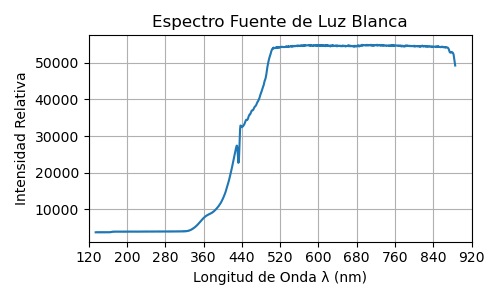 Espectro Fuente de Luz Blanca
Intensidad Relativa
50000
40000
30000
20000
10000
120 200 280 360 440 520 600 680 760 840 920
Longitud de Onda λ (nm)